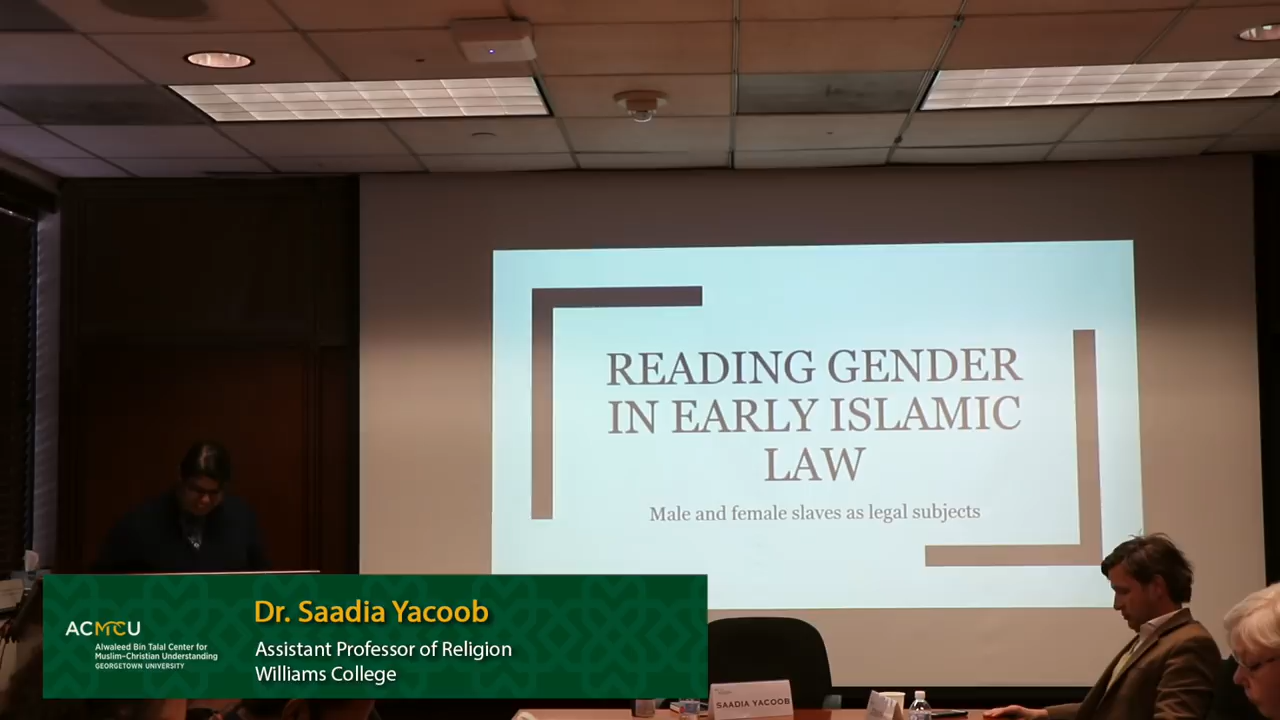 READING GENDER
IN EARLY ISLAMIC
LAW
Male and female slaves as legal subjects
Dr. Saadia Yacoob
ACMCU
Alwaleed Bin Talal Center for
Muslim-Christian Understanding
GEORGETOWN UNIVERSITY
Assistant Professor of Religion
Williams College
SAADIA YACOOB